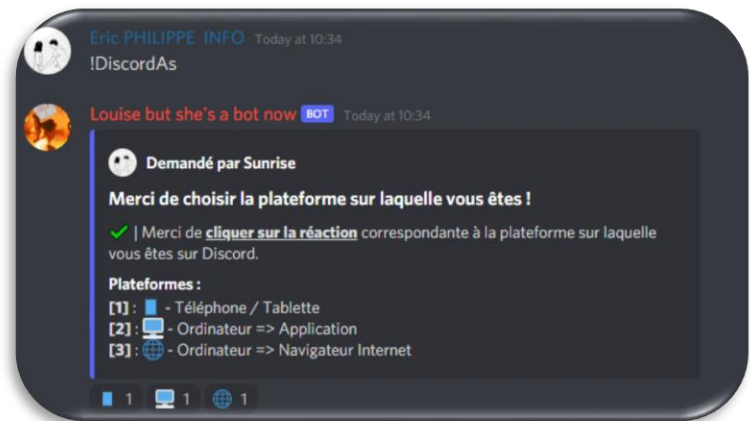 Eric PHILIPPE INFO Today at 10:34
!DiscordAs
Louise but she's a bot now BOT Today at 10:34
Demandé par Sunrise
Merci de choisir la plateforme sur laquelle vous êtes !
✔ | Merci de cliquer sur la réaction correspondante à la plateforme sur laquelle
vous êtes sur Discord.
Plateformes :
[1] : 📱 - Téléphone / Tablette
[2] : 🖥 - Ordinateur => Application
[3] : 🌐 - Ordinateur => Navigateur Internet
📱 1 🖥 1 🌐 1